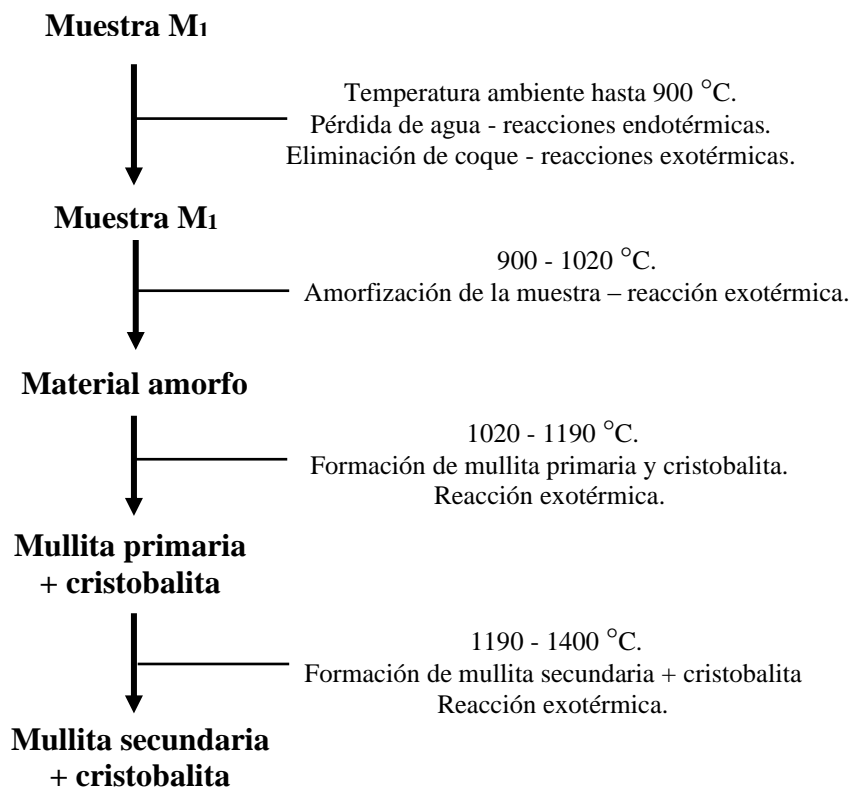 Muestra M1
Temperatura ambiente hasta 900 °C.
Pérdida de agua - reacciones endotérmicas.
Eliminación de coque - reacciones exotérmicas.
Muestra M1
900 - 1020 °C.
Amorfización de la muestra – reacción exotérmica.
Material amorfo
1020 - 1190 °C.
Formación de mullita primaria y cristobalita.
Reacción exotérmica.
Mullita primaria
+ cristobalita
1190 - 1400 °C.
Formación de mullita secundaria + cristobalita
Reacción exotérmica.
Mullita secundaria
+ cristobalita